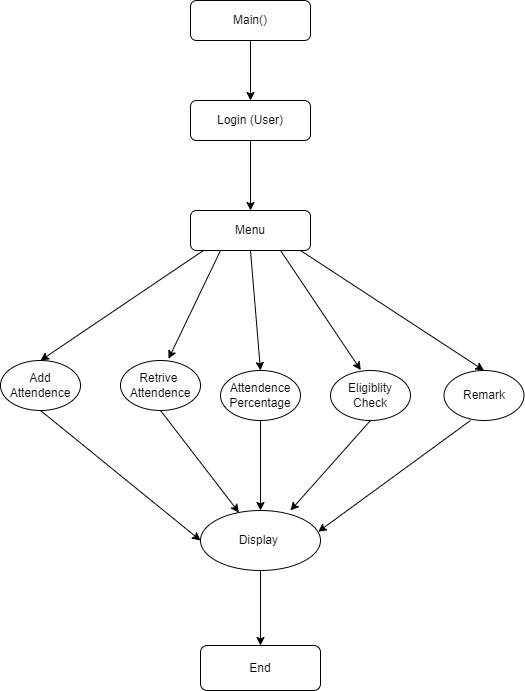 Main()
Login (User)
Menu
Add
Attendence
Retrive
Attendence
Attendence
Percentage
Eligiblity
Check
Remark
Display
End